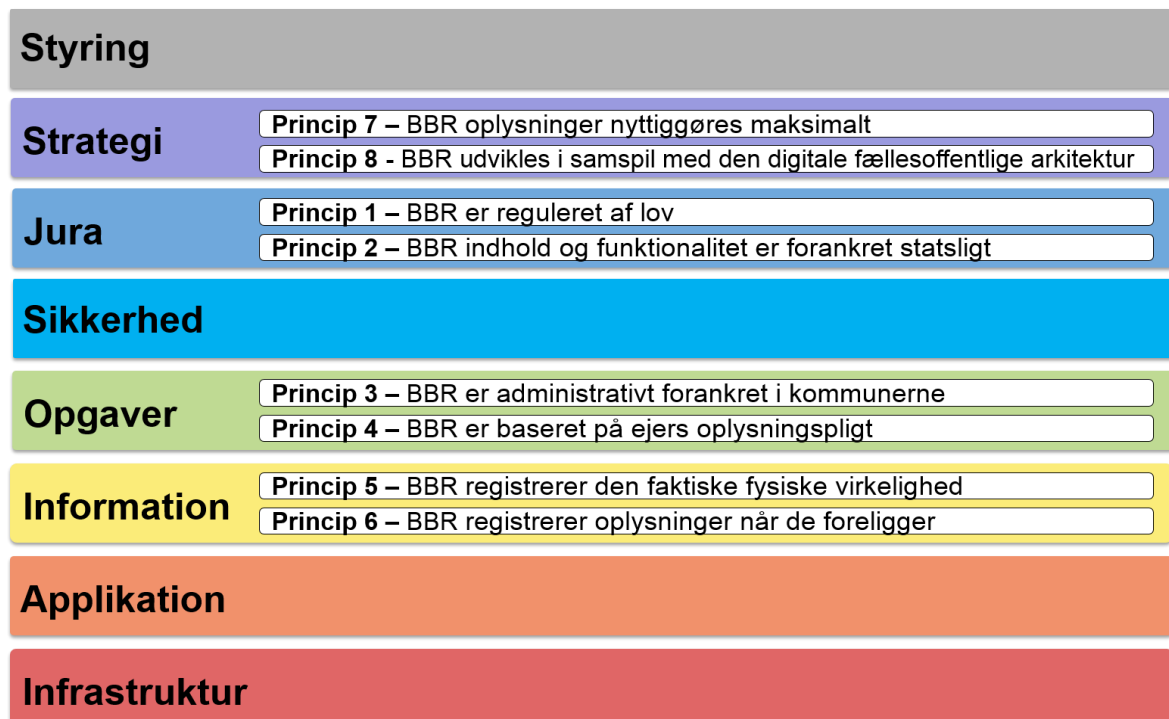 Styring
Strategi
Princip 7 – BBR oplysninger nyttiggøres maksimalt
Princip 8 - BBR udvikles i samspil med den digitale fællesoffentlige arkitektur
Jura
Princip 1 – BBR er reguleret af lov
Princip 2 – BBR indhold og funktionalitet er forankret statsligt
Sikkerhed
Opgaver
Princip 3 – BBR er administrativt forankret i kommunerne
Princip 4 – BBR er baseret på ejers oplysningspligt
Information
Princip 5 – BBR registrerer den faktiske fysiske virkelighed
Princip 6 – BBR registrerer oplysninger når de foreligger
Applikation
Infrastruktur